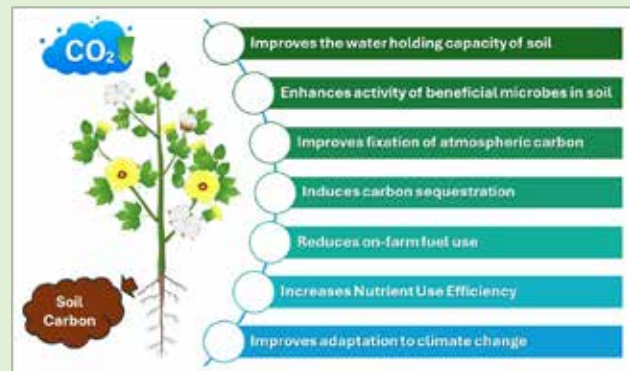 CO2
Improves the water holding capacity of soil
Enhances activity of beneficial microbes in soil
Improves fixation of atmospheric carbon
Induces carbon sequestration
Reduces on-farm fuel use
Increases Nutrient Use Efficiency
Improves adaptation to climate change
Soil
Carbon